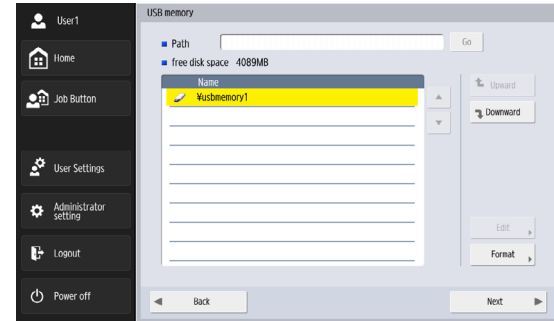 User1
Home
Job Button
User Settings
Administrator
setting
Logout
Power off
USB memory
Path
Go
free disk space 4089MB
Name
¥usbmemory1
Upward
Downward
Edit
Format
Back
Next